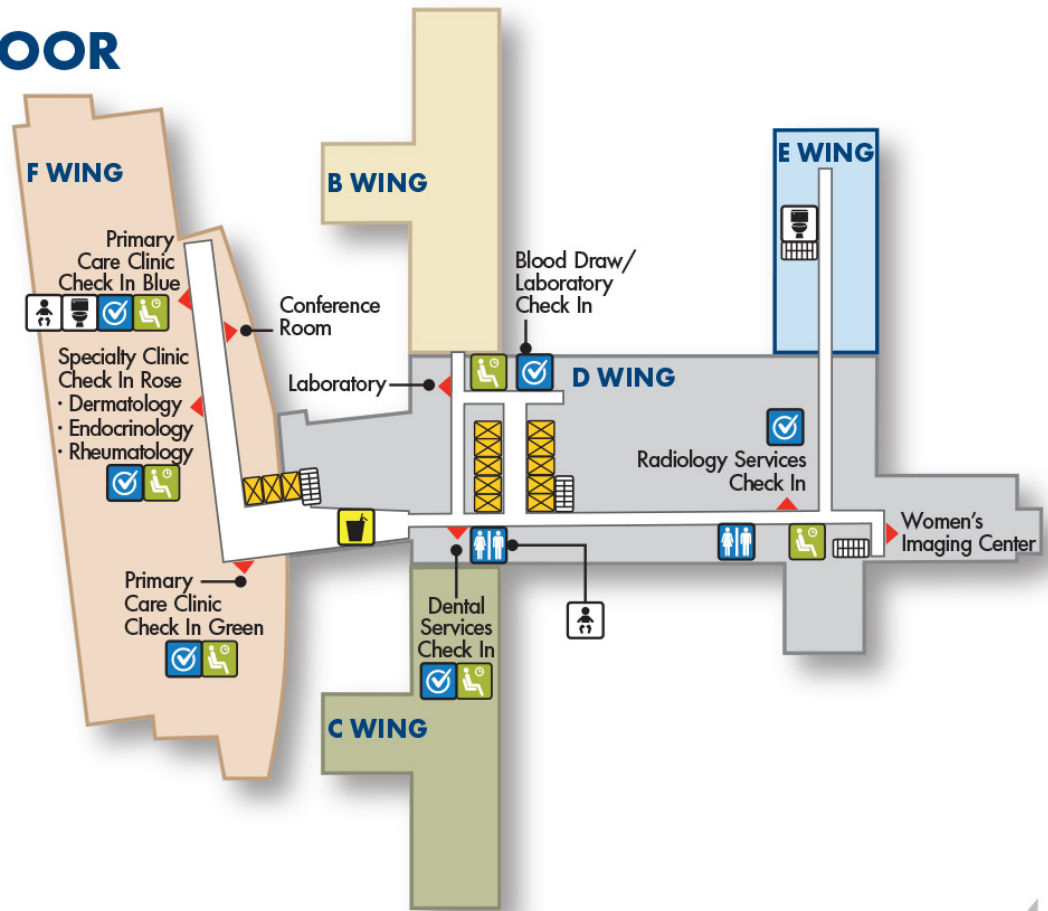 OOR
F WING
Primary
Care Clinic
Check In Blue
Specialty Clinic
Check In Rose
· Dermatology
· Endocrinology
· Rheumatology
Conference
Room
Primary
Care Clinic
Check In Green
B WING
Laboratory
Blood Draw/
Laboratory
Check In
D WING
E WING
Radiology Services
Check In
Women's
Imaging Center
Dental
Services
Check In
C WING